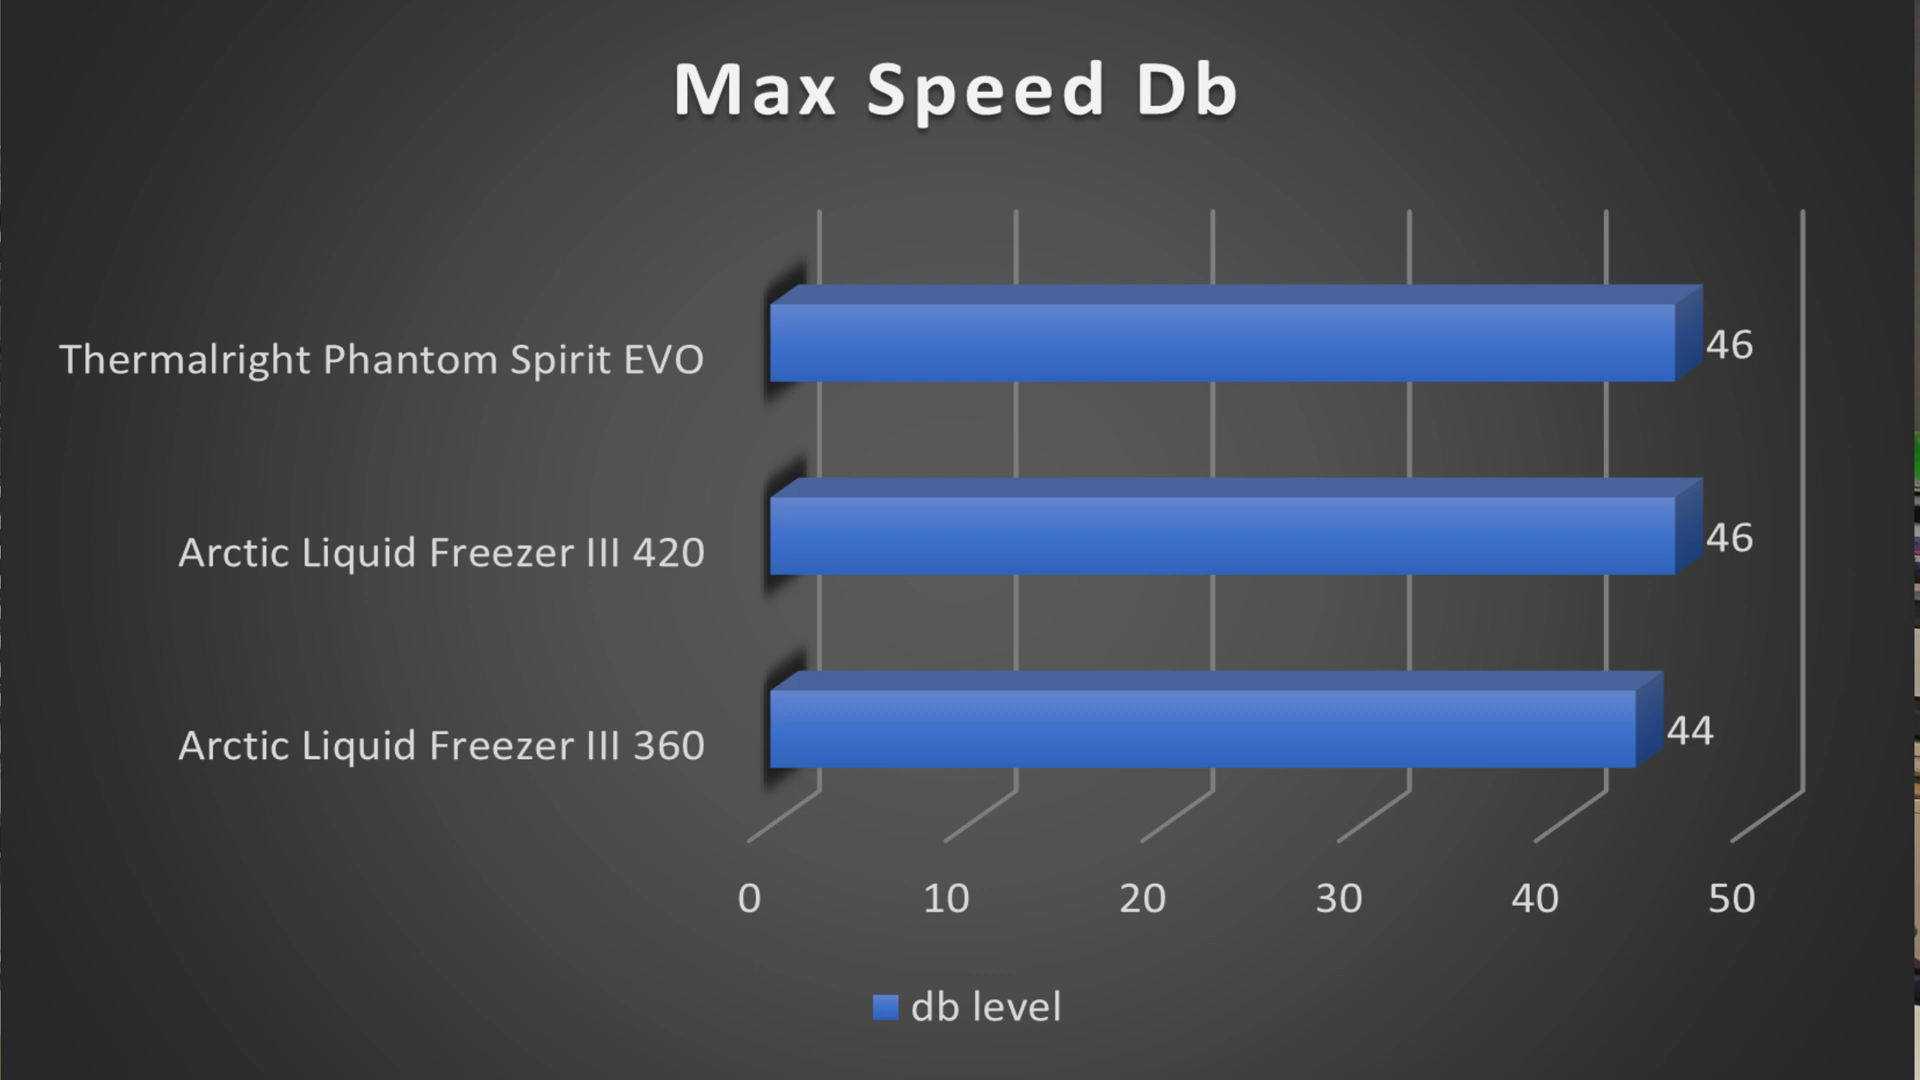 Max Speed Db
Thermalright Phantom Spirit EVO
46
Arctic Liquid Freezer III 420
46
Arctic Liquid Freezer III 360
44
0 10 20 30 40 50
db level